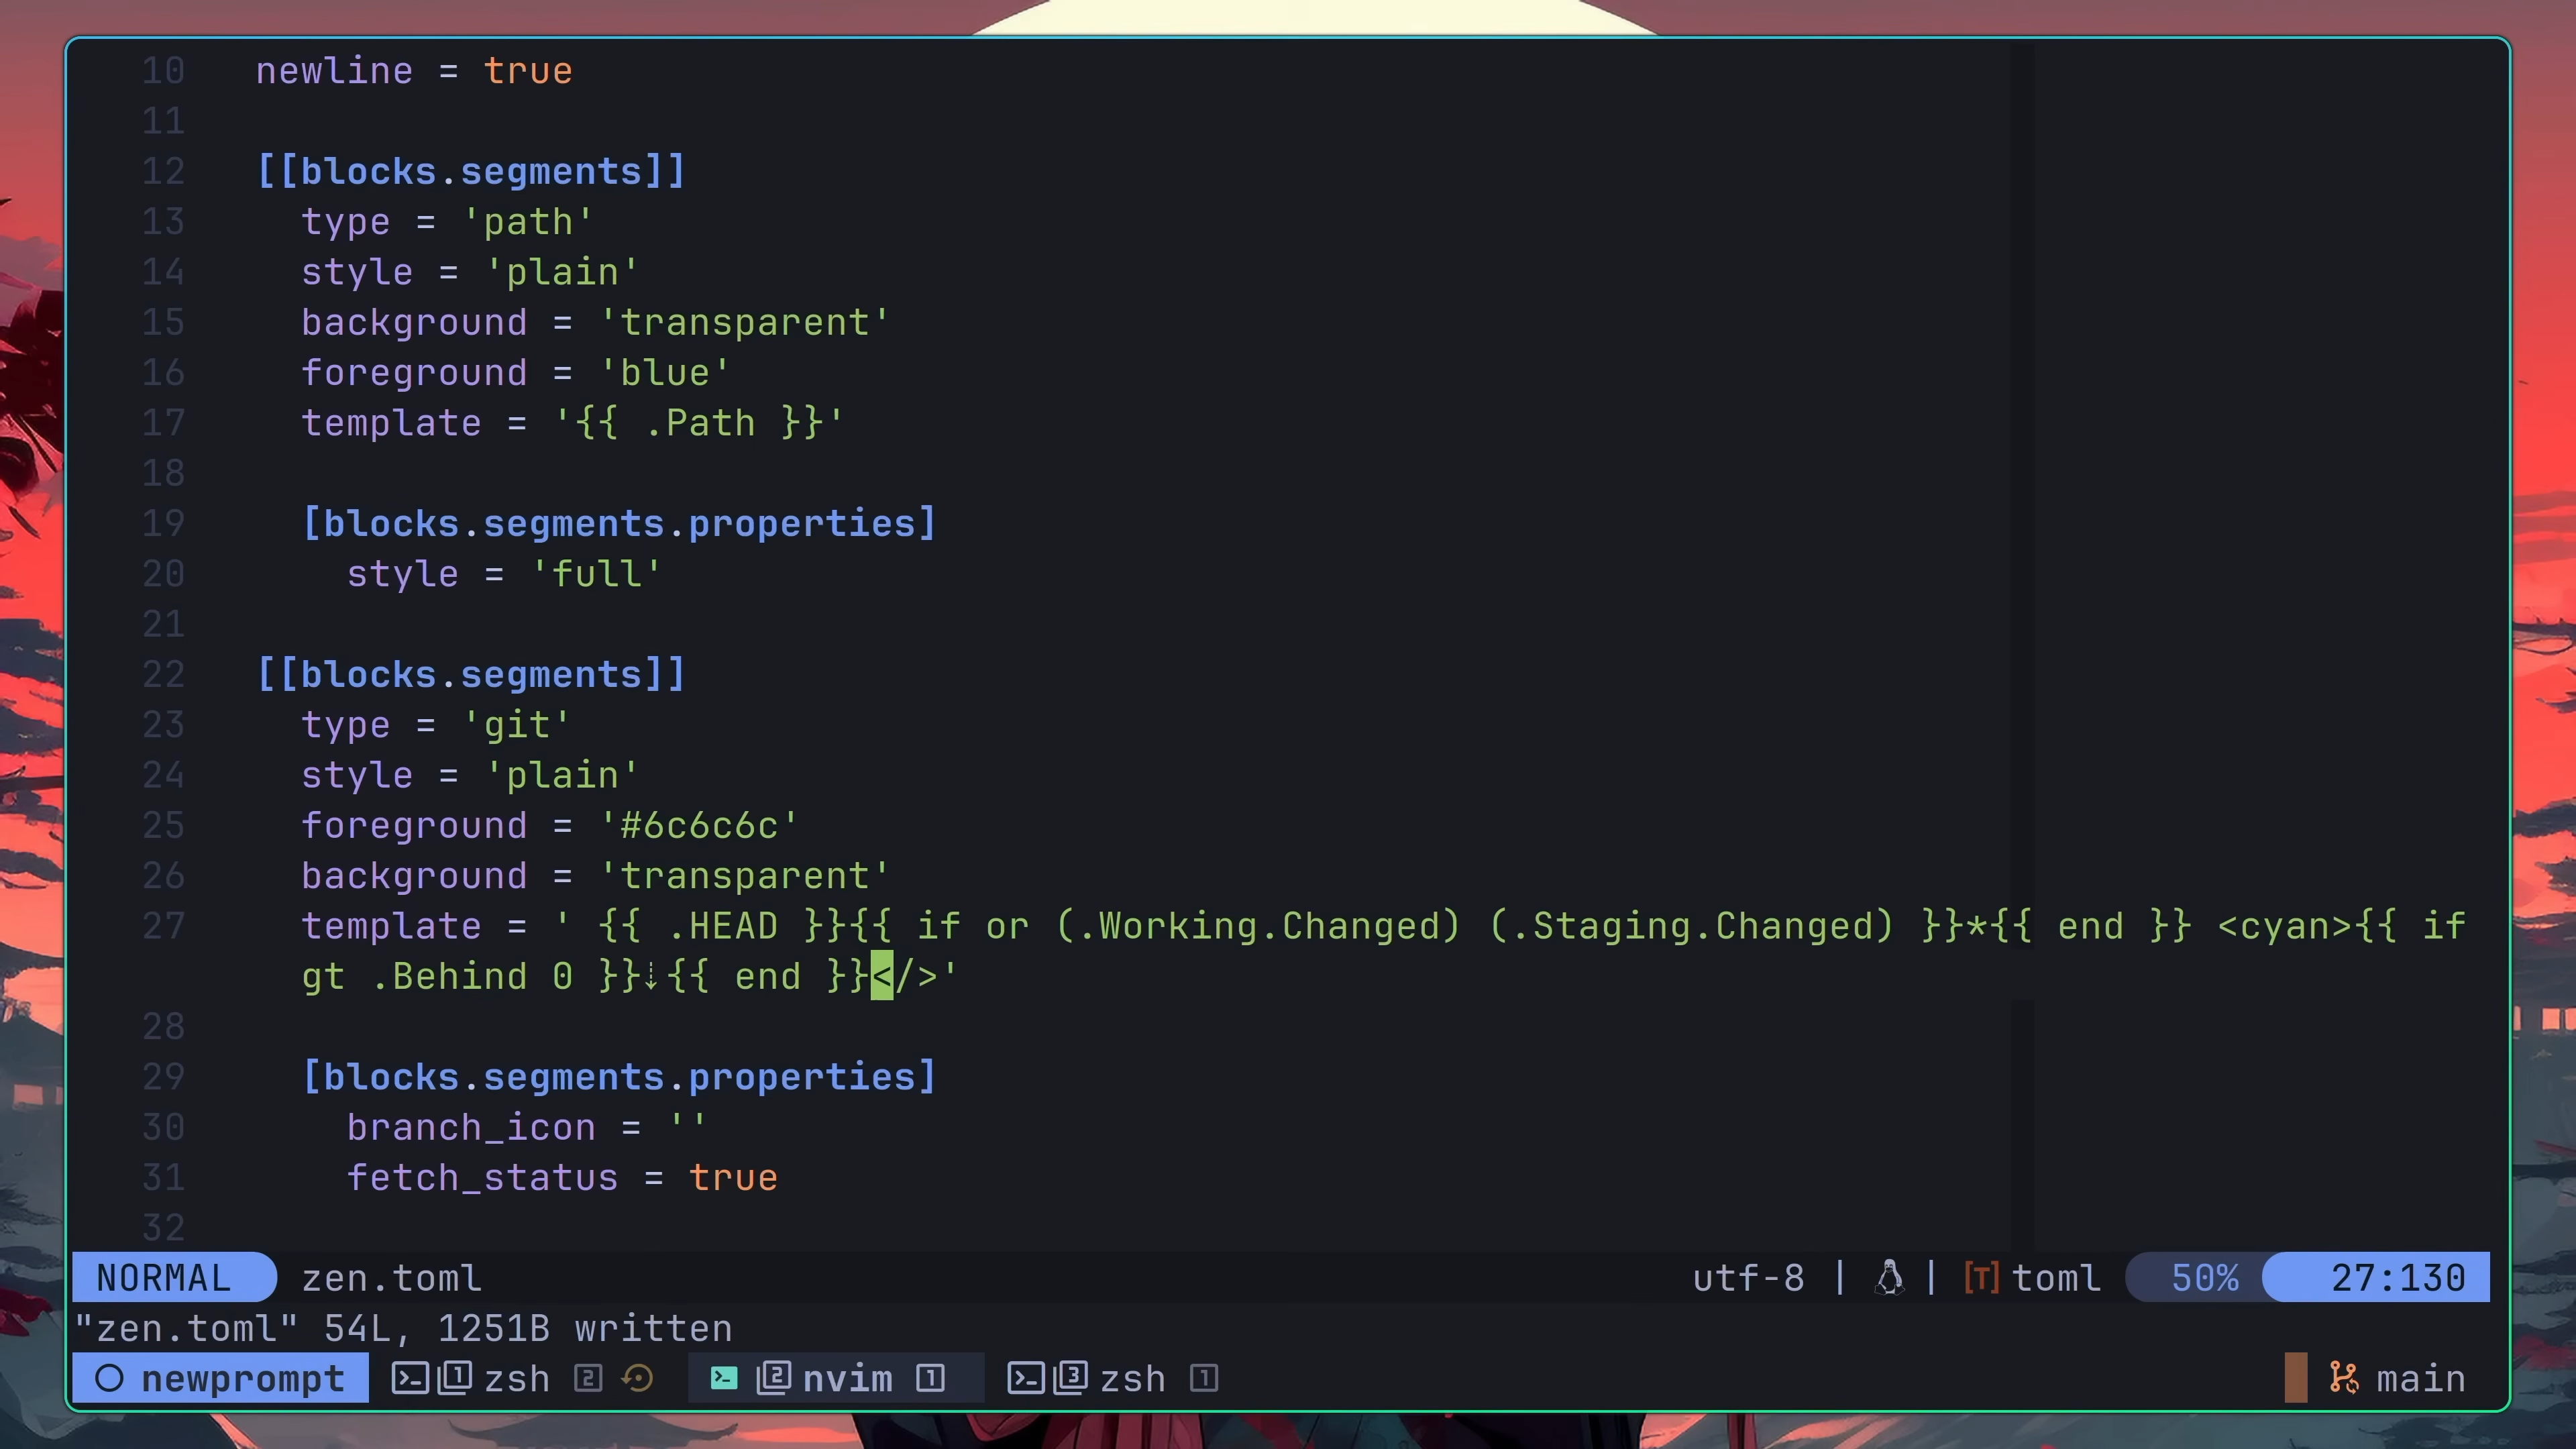 10 newline = true
11
12 [[blocks.segments]]
13 type = 'path'
14 style = 'plain'
15 background = 'transparent'
16 foreground = 'blue'
17 template = '{{ .Path }}'
18
19 [blocks.segments.properties]
20 style = 'full'
21
22 [[blocks.segments]]
23 type = 'git'
24 style = 'plain'
25 foreground = '#6c6c6c'
26 background = 'transparent'
27 template = ' {{ .HEAD }}{{ if or (.Working.Changed) (.Staging.Changed) }}*{{ end }} <cyan>{{ if
gt .Behind 0 }}⇣{{ end }}</>'
28
29 [blocks.segments.properties]
30 branch_icon = ''
31 fetch_status = true
32
NORMAL zen.toml utf-8 | | [T] toml 50% 27:130
"zen.toml" 54L, 1251B written
newprompt 1 zsh 2 2 nvim 1 3 zsh 1 main